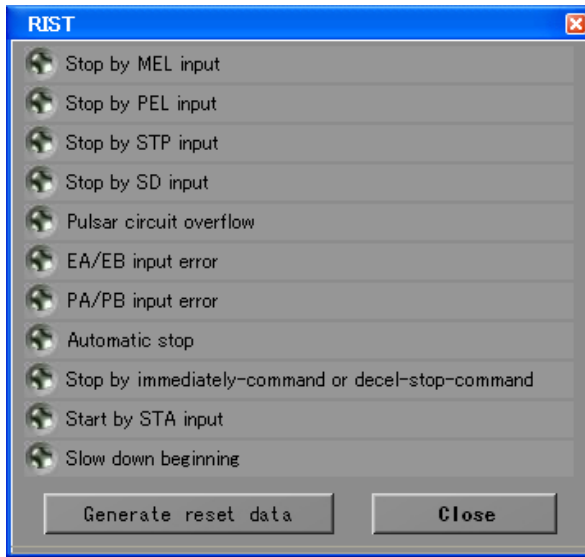 RIST
Stop by MEL input
Stop by PEL input
Stop by STP input
Stop by SD input
Pulsar circuit overflow
EA/EB input error
PA/PB input error
Automatic stop
Stop by immediately-command or decel-stop-command
Start by STA input
Slow down beginning
Generate reset data
Close